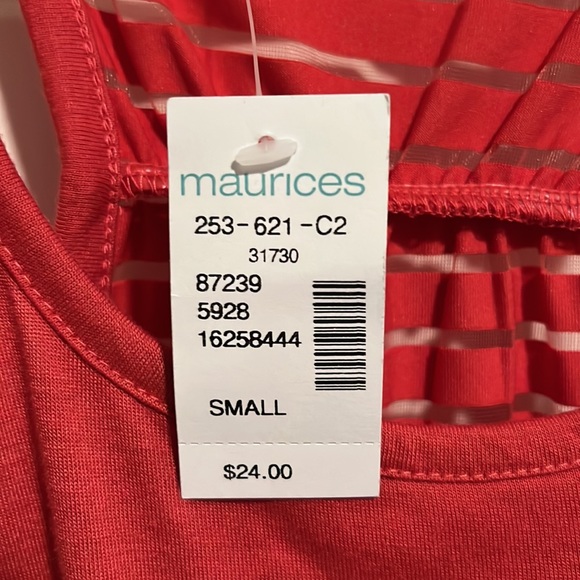 maurices
253-621-C2
31730
87239
5928
16258444
SMALL
$24.00